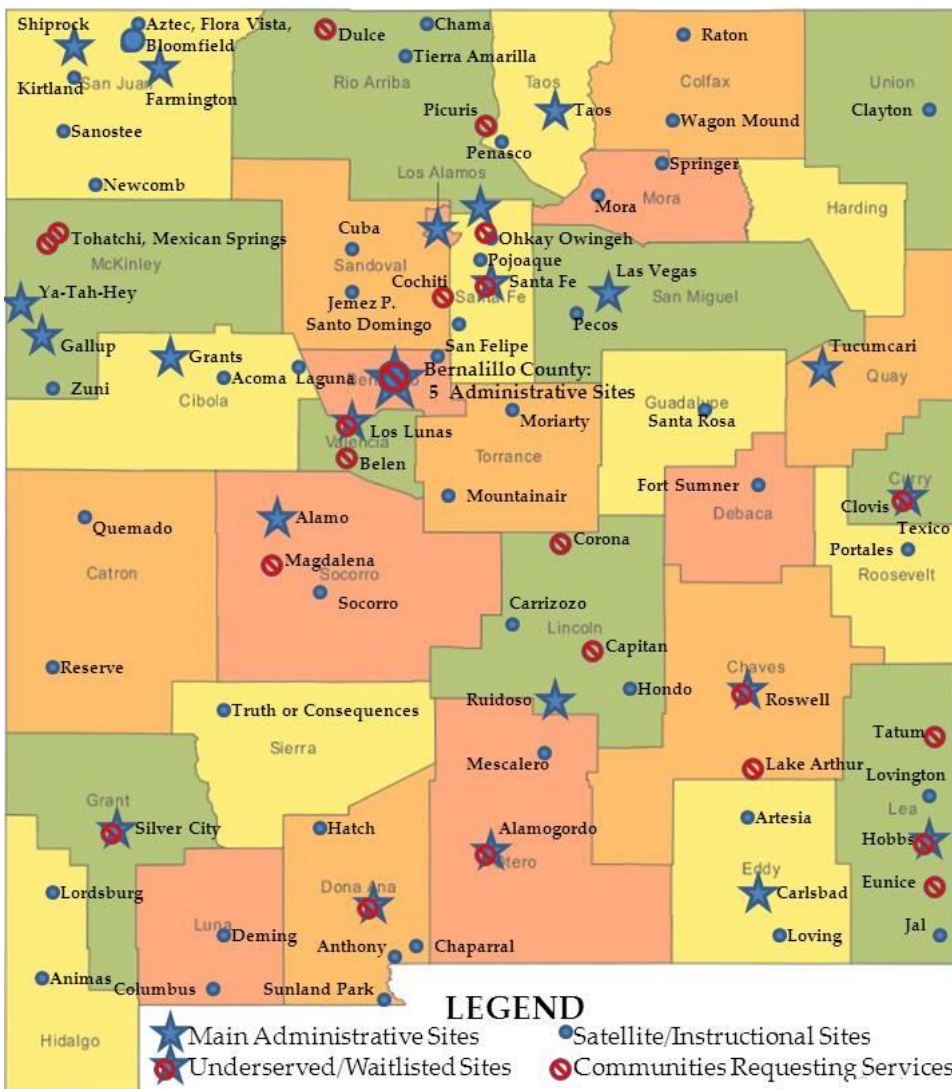 Shiprock
Aztec, Flora Vista,
Bloomfield
San Juan
Kirtland
Farmington
Sanostee
Newcomb
Dulce
Chama
Tierra Amarilla
Rio Arriba
Picuris
Penasco
Taos
Taos
Raton
Colfax
Wagon Mound
Springer
Union
Clayton
Los Alamos
Mora
Mora
Harding
Tohatchi, Mexican Springs
McKinley
Ya-Tah-Hey
Gallup
Zuni
Cuba
Sandoval
Jemez P.
Cochiti
Santo Domingo
Ohkay Owingeh
Pojoaque
Santa Fe
Santa Fe
San Felipe
Las Vegas
San Miguel
Pecos
Tucumcari
Quay
Grants
Acoma
Laguna
Cibola
Bernalillo County:
5 Administrative Sites
Los Lunas
Valencia
Belen
Moriarty
Torrance
Mountainair
Guadalupe
Santa Rosa
Fort Sumner
Debaca
Curry
Clovis
Texico
Portales
Roosevelt
Quemado
Catron
Reserve
Alamo
Magdalena
Socorro
Socorro
Corona
Carrizozo
Lincoln
Capitan
Hondo
Ruidoso
Chaves
Roswell
Lake Arthur
Truth or Consequences
Sierra
Mescalero
Tatum
Lovington
Lea
Hobbs
Eunice
Jal
Grant
Silver City
Hatch
Alamogordo
Otero
Artesia
Eddy
Carlsbad
Loving
Lordsburg
Dona Ana
Luna
Deming
Anthony
Chaparral
Animas
Columbus
Sunland Park
Hidalgo
LEGEND
Main Administrative Sites
Satellite/Instructional Sites
Underserved/Waitlisted Sites
Communities Requesting Services